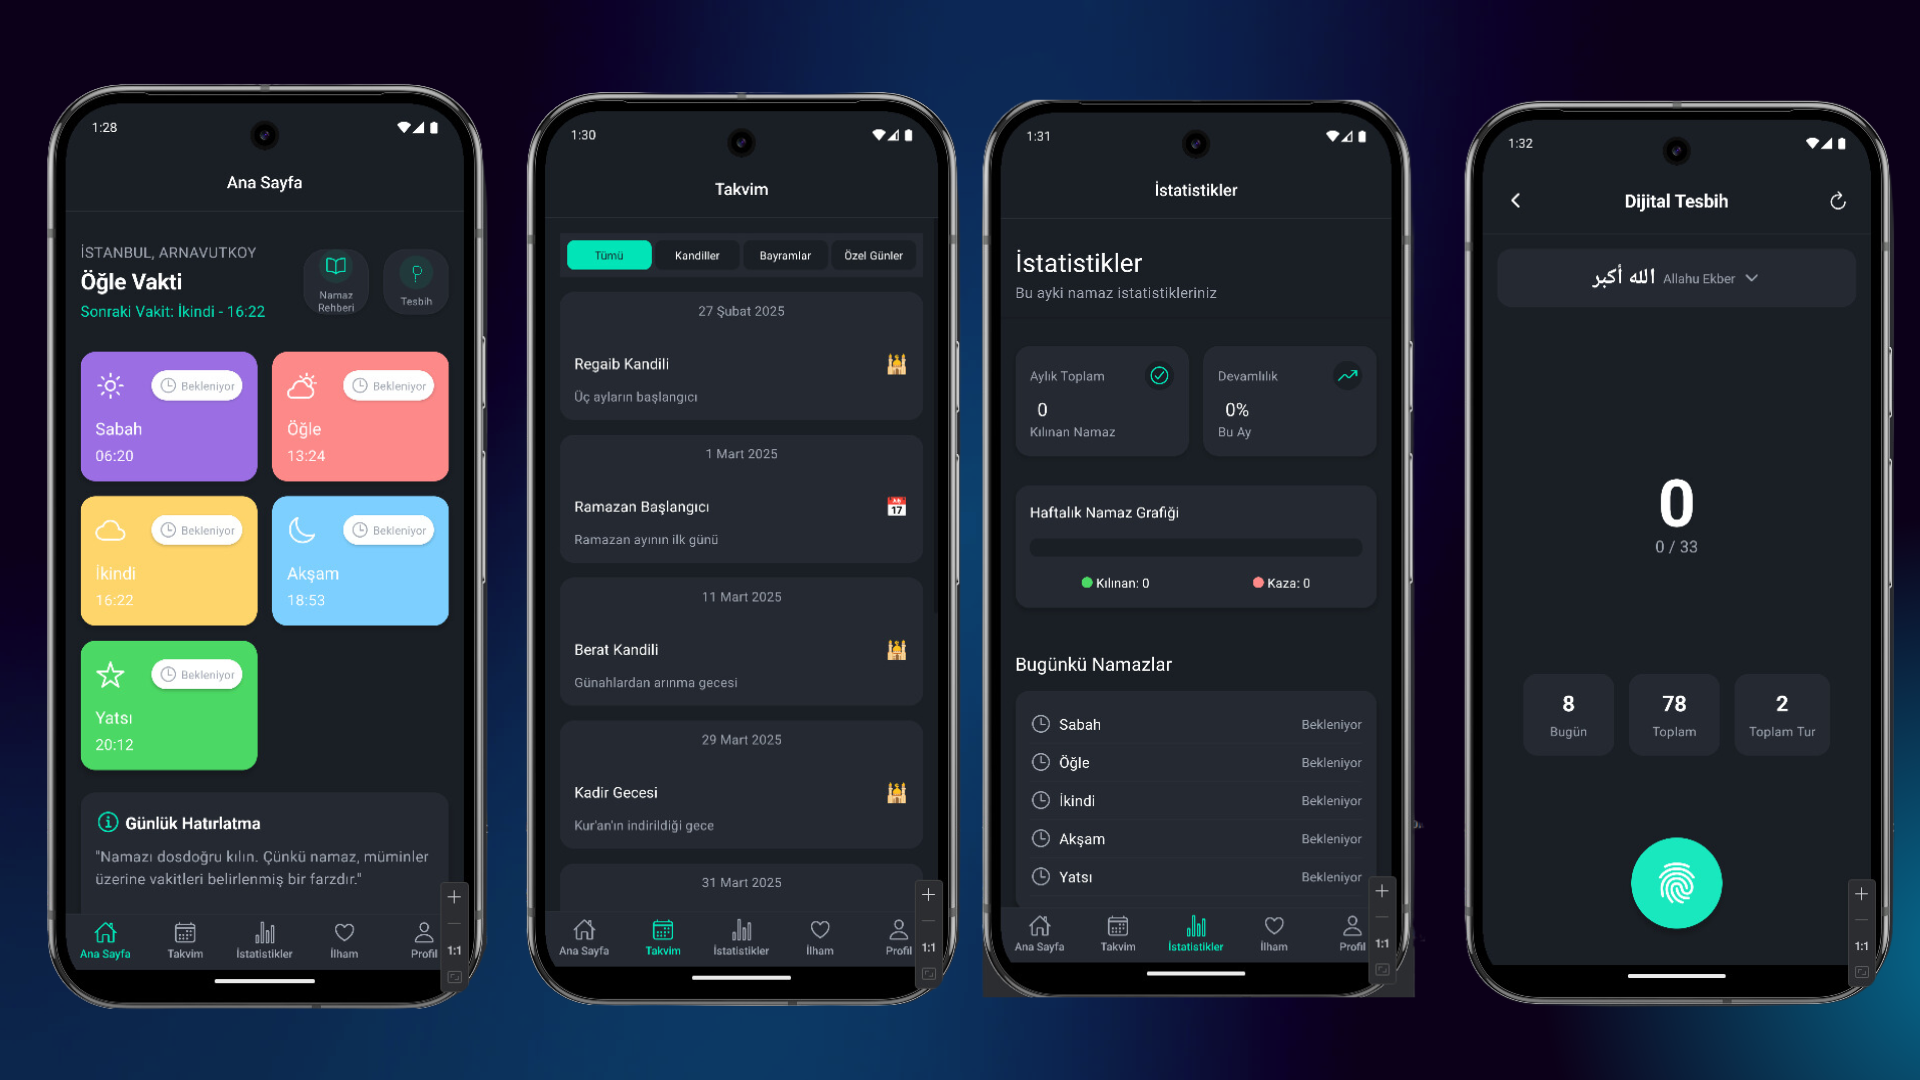 1:28
Ana Sayfa
İSTANBUL, ARNAVUTKOY
Öğle Vakti
Sonraki Vakit: İkindi - 16:22
Namaz
Rehberi
Tesbih
Bekleniyor
Sabah
06:20
Bekleniyor
Öğle
13:24
Bekleniyor
İkindi
16:22
Bekleniyor
Akşam
18:53
Bekleniyor
Yatsı
20:12
Günlük Hatırlatma
"Namazı dosdoğru kılın. Çünkü namaz, müminler
üzerine vakitleri belirlenmiş bir farzdır."
Ana Sayfa
Takvim
İstatistikler
İlham
Profil
1:1
1:30
Takvim
Tümü
Kandiller
Bayramlar
Özel Günler
27 Şubat 2025
Regaib Kandili
Üç ayların başlangıcı
1 Mart 2025
Ramazan Başlangıcı
17
Ramazan ayının ilk günü
11 Mart 2025
Berat Kandili
Günahlardan arınma gecesi
29 Mart 2025
Kadir Gecesi
Kur'an'ın indirildiği gece
31 Mart 2025
Ana Sayfa
Takvim
İstatistikler
İlham
Profil
1:1
1:31
İstatistikler
İstatistikler
Bu ayki namaz istatistikleriniz
Aylık Toplam
0
Kılınan Namaz
Devamlılık
0%
Bu Ay
Haftalık Namaz Grafiği
Kılınan: 0
Kaza: 0
Bugünkü Namazlar
Sabah Bekleniyor
Öğle Bekleniyor
İkindi Bekleniyor
Akşam Bekleniyor
Yatsı Bekleniyor
Ana Sayfa
Takvim
İstatistikler
İlham
Profil
1:1
1:32
Dijital Tesbih
الله أكبر Allahu Ekber
0
0 / 33
8
Bugün
78
Toplam
2
Toplam Tur
1:1